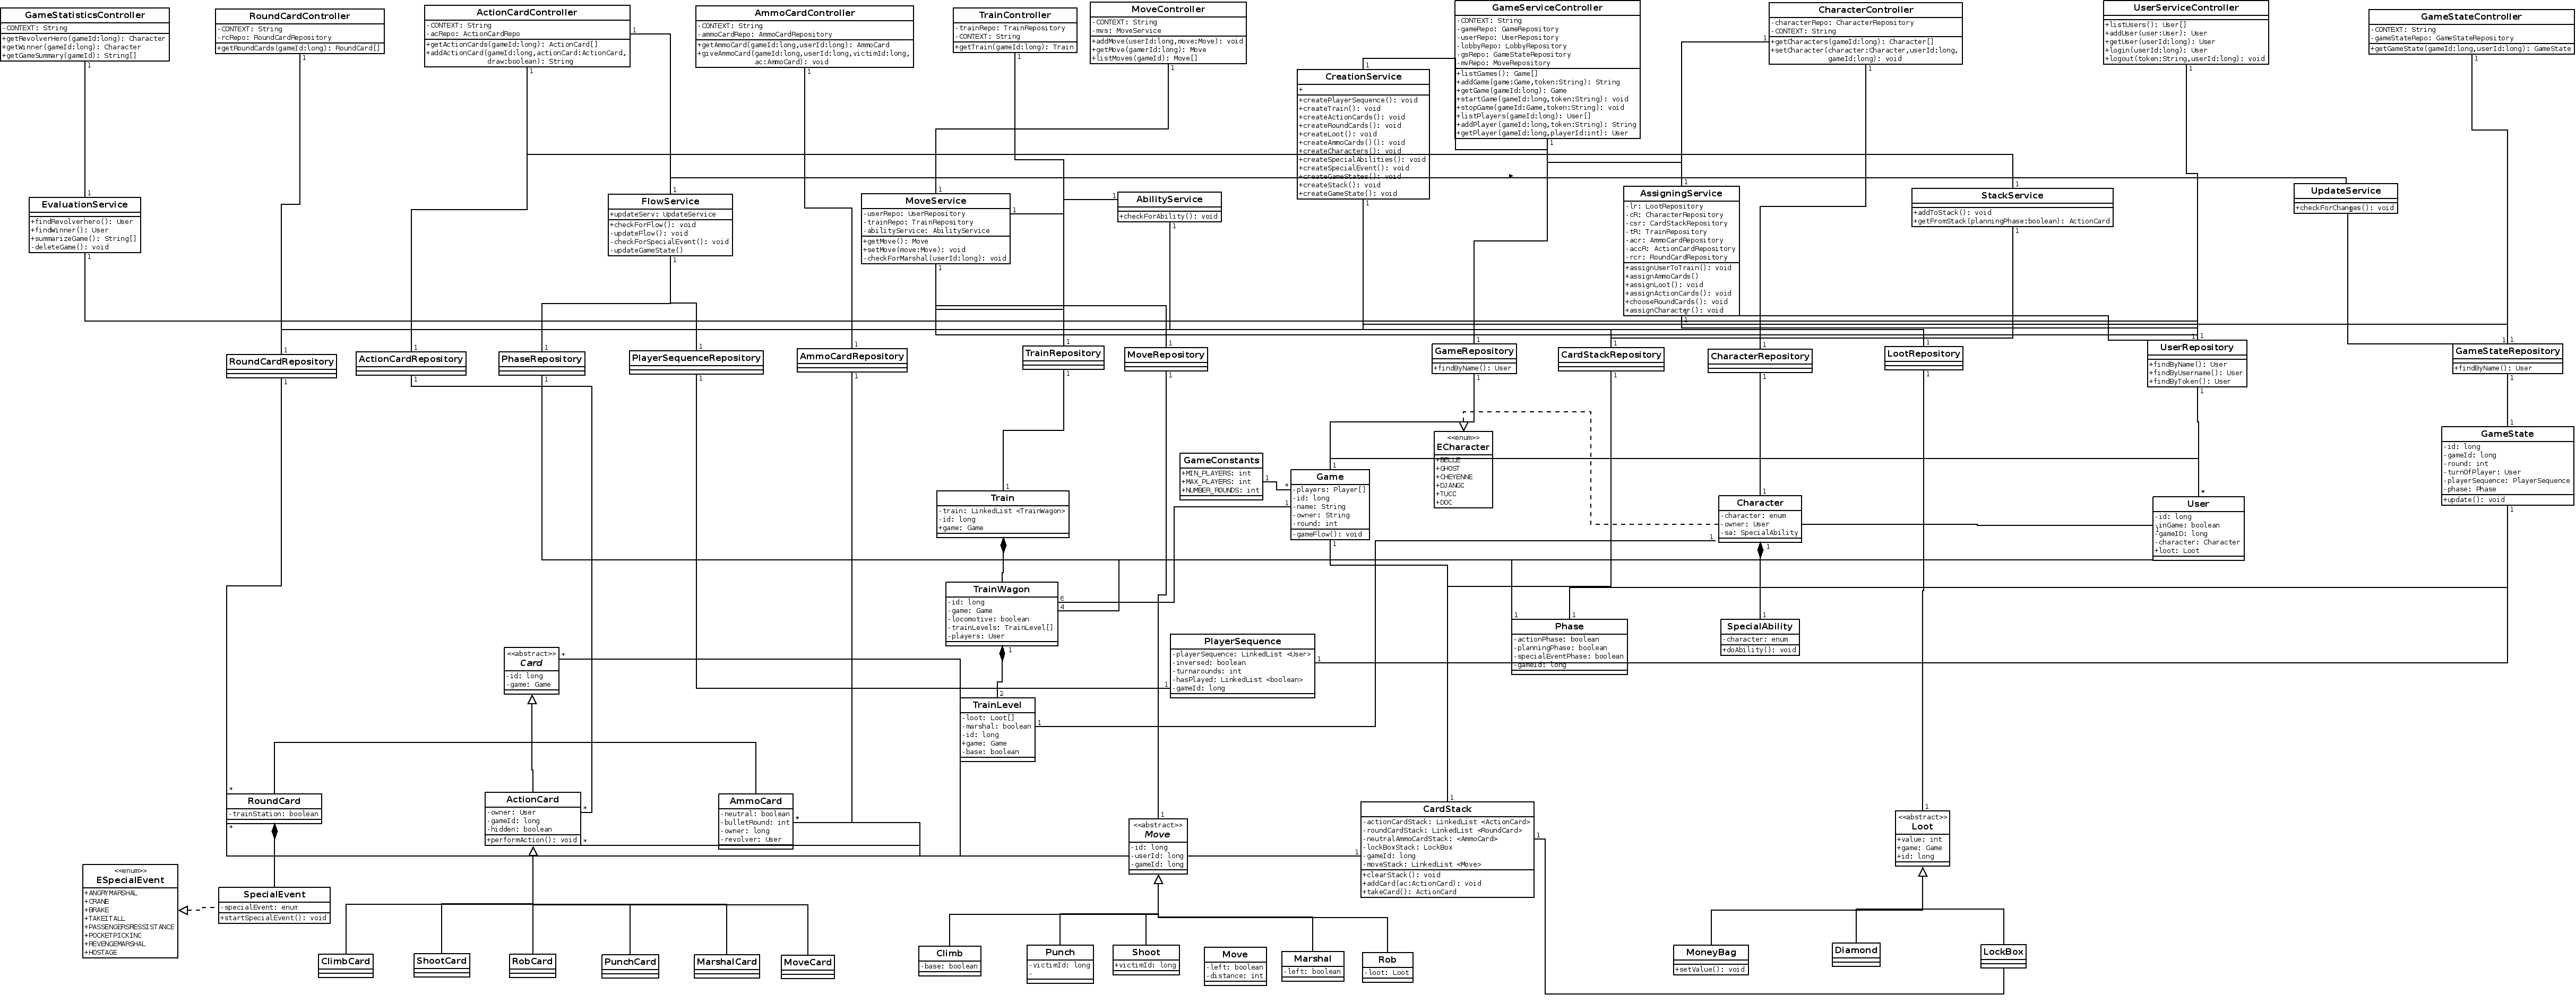 GameStatisticsController
-CONTEXT: String
+getRevolverHero(gameId:long): Character
+getWinner(gameId:long): Character
+getGameSummary(gameId): String[]
RoundCardController
-CONTEXT: String
-rcRepo: RoundCardRepository
+getRoundCards(gameId:long): RoundCard[]
ActionCardController
-CONTEXT: String
-acRepo: ActionCardRepo
+getActionCards(gameId:long): ActionCard[]
+addActionCard(gameId:long,actionCard:ActionCard,
draw:boolean): String
AmmoCardController
-CONTEXT: String
-ammoCardRepo: AmmoCardRepository
+getAmmoCard(gameId:long,userId:long): AmmoCard
+giveAmmoCard(gameId:long,userId:long,victimId:long,
ac:AmmoCard): void
TrainController
-trainRepo: TrainRepository
-CONTEXT: String
+getTrain(gameId:long): Train
MoveController
-CONTEXT: String
-mvs: MoveService
+addMove(userId:long,move:Move): void
+getMove(gamerId:long): Move
+listMoves(gameId): Move[]
GameServiceController
-CONTEXT: String
-gameRepo: GameRepository
-userRepo: UserRepository
-lobbyRepo: LobbyRepository
-gsRepo: GameStateRepository
-mvRepo: MoveRepository
+listGames(): Game[]
+addGame(game:Game,token:String): String
+getGame(gameId:long): Game
+startGame(gameId:long,token:String): void
+stopGame(gameId:Game,token:String): void
+listPlayers(gameId:long): User[]
+addPlayer(gameId:long,token:String): String
+getPlayer(gameId:long,playerId:int): User
CharacterController
-characterRepo: CharacterRepository
-CONTEXT: String
+getCharacters(gameId:long): Character[]
+setCharacter(character:Character,userId:long,
gameId:long): void
UserServiceController
+listUsers(): User[]
+addUser(user:User): User
+getUser(userId:long): User
+login(userId:long): User
+logout(token:String,userId:long): void
GameStateController
-CONTEXT: String
-gameStateRepo: GameStateRepository
+getGameState(gameId:long,userId:long): GameState
CreationService
+
+createPlayerSequence(): void
+createTrain(): void
+createActionCards(): void
+createRoundCards(): void
+createLoot(): void
+createAmmoCards()(): void
+createCharacters(): void
+createSpecialAbilities(): void
+createSpecialEvent(): void
+createGameStates(): void
+createStack(): void
+createGameState(): void
EvaluationService
+findRevolverhero(): User
+findWinner(): User
+summarizeGame(): String[]
-deleteGame(): void
FlowService
+updateServ: UpdateService
+checkForFlow(): void
-updateFlow(): void
-checkForSpecialEvent(): void
-updateGameState()
MoveService
-userRepo: UserRepository
-trainRepo: TrainRepository
-abilityService: AbilityService
+getMove(): Move
+setMove(move:Move): void
-checkForMarshal(userId:long): void
AbilityService
+checkForAbility(): void
AssigningService
-lr: LootRepository
-cR: CharacterRepository
-csr: CardStackRepository
-tR: TrainRepository
-acr: AmmoCardRepository
-accR: ActionCardRepository
-rcr: RoundCardRepository
+assignUserToTrain(): void
+assignAmmoCards()
+assignLoot(): void
+assignActionCards(): void
+chooseRoundCards(): void
+assignCharacter(): void
StackService
+addToStack(): void
+getFromStack(planningPhase:boolean): ActionCard
UpdateService
+checkForChanges(): void
RoundCardRepository
ActionCardRepository
PhaseRepository
PlayerSequenceRepository
AmmoCardRepository
TrainRepository
MoveRepository
GameRepository
+findByName(): User
CardStackRepository
CharacterRepository
LootRepository
UserRepository
+findByName(): User
+findByUsername(): User
+findByToken(): User
GameStateRepository
+findByName(): User
GameState
-id: long
-gameId: long
-round: int
-turnOfPlayer: User
-playerSequence: PlayerSequence
-phase: Phase
+update(): void
<<enum>>
ECharacter
+BELLE
+GHOST
+CHEYENNE
+DJANGO
+TUCO
+DOC
GameConstants
+MIN_PLAYERS: int
+MAX_PLAYERS: int
+NUMBER_ROUNDS: int
Game
-players: Player[]
-id: long
-name: String
-owner: String
-round: int
-gameFlow(): void
Train
-train: LinkedList <TrainWagon>
-id: long
+game: Game
Character
-character: enum
-owner: User
-sa: SpecialAbility
User
-id: long
-inGame: boolean
-gameID: long
-character: Character
+loot: Loot
TrainWagon
-id: long
-game: Game
-locomotive: boolean
-trainLevels: TrainLevel[]
-players: User
Phase
-actionPhase: boolean
-planningPhase: boolean
-specialEventPhase: boolean
-gameId: long
SpecialAbility
-character: enum
+doAbility(): void
PlayerSequence
-playerSequence: LinkedList <User>
-inversed: boolean
-turnarounds: int
-hasPlayed: LinkedList <boolean>
-gameId: long
<<abstract>>
Card
-id: long
-game: Game
TrainLevel
-loot: Loot[]
-marshal: boolean
-id: long
+game: Game
-base: boolean
RoundCard
-trainStation: boolean
ActionCard
-owner: User
-gameId: long
-hidden: boolean
+performAction(): void
AmmoCard
-neutral: boolean
-bulletRound: int
-owner: long
-revolver: User
<<abstract>>
Move
-id: long
-userId: long
-gameId: long
CardStack
-actionCardStack: LinkedList <ActionCard>
-roundCardStack: LinkedList <RoundCard>
-neutralAmmoCardStack: <AmmoCard>
-lockBoxStack: LockBox
-gameId: long
-moveStack: LinkedList <Move>
+clearStack(): void
+addCard(ac:ActionCard): void
+takeCard(): ActionCard
<<abstract>>
Loot
+value: int
+game: Game
+id: long
<<enum>>
ESpecialEvent
+ANGRYMARSHAL
+CRANE
+BRAKE
+TAKEITALL
+PASSENGERSRESSISTANCE
+POCKETPICKING
+REVENGEMARSHAL
+HOSTAGE
SpecialEvent
-specialEvent: enum
+startSpecialEvent(): void
ClimbCard
ShootCard
RobCard
PunchCard
MarshalCard
MoveCard
Climb
-base: boolean
Punch
-victimId: long
-
Shoot
+victimId: long
Move
-left: boolean
-distance: int
Marshal
-left: boolean
Rob
-loot: Loot
MoneyBag
+setValue(): void
Diamond
LockBox